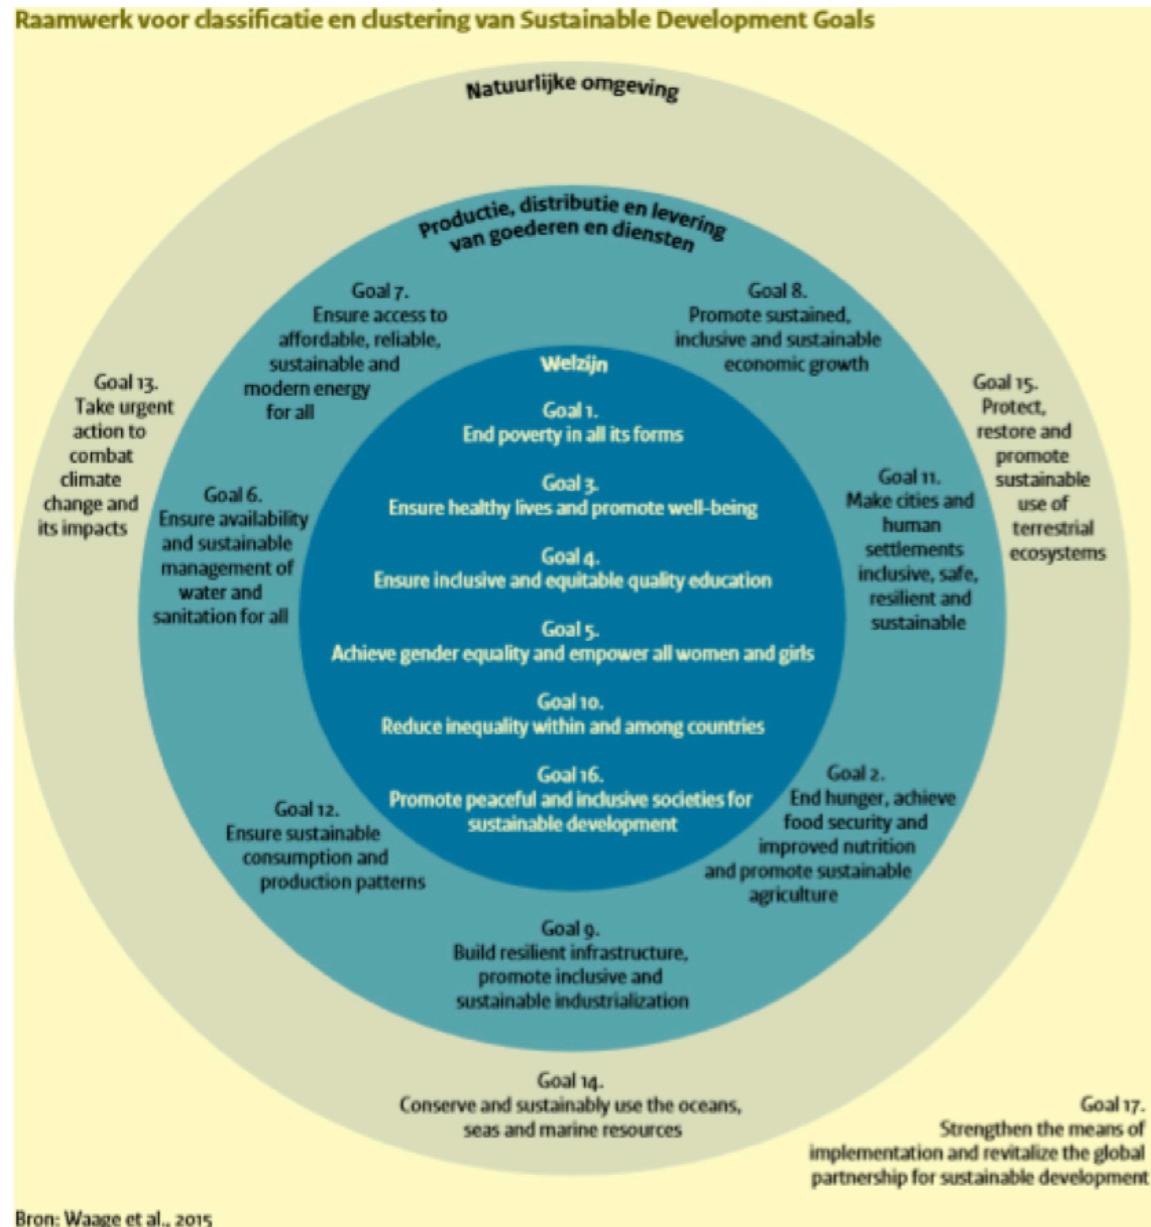 Raamwerk voor classificatie en clustering van Sustainable Development Goals
Natuurlijke omgeving
Productie, distributie en levering
van goederen en diensten
Goal 7.
Ensure access to
affordable, reliable,
sustainable and
modern energy
for all
Goal 8.
Promote sustained,
inclusive and sustainable
economic growth
Welzijn
Goal 1.
End poverty in all its forms
Goal 3.
Ensure healthy lives and promote well-being
Goal 4.
Ensure inclusive and equitable quality education
Goal 5.
Achieve gender equality and empower all women and girls
Goal 10.
Reduce inequality within and among countries
Goal 16.
Promote peaceful and inclusive societies for
sustainable development
Goal 13.
Take urgent
action to
combat
climate
change and
its impacts
Goal 6.
Ensure availability
and sustainable
management of
water and
sanitation for all
Goal 11.
Make cities and
human
settlements
inclusive, safe,
resilient and
sustainable
Goal 15.
Protect,
restore and
promote
sustainable
use of
terrestrial
ecosystems
Goal 12.
Ensure sustainable
consumption and
production patterns
Goal 2.
End hunger, achieve
food security and
improved nutrition
and promote sustainable
agriculture
Goal 9.
Build resilient infrastructure,
promote inclusive and
sustainable industrialization
Goal 14.
Conserve and sustainably use the oceans,
seas and marine resources
Goal 17.
Strengthen the means of
implementation and revitalize the global
partnership for sustainable development
Bron: Waage et al., 2015